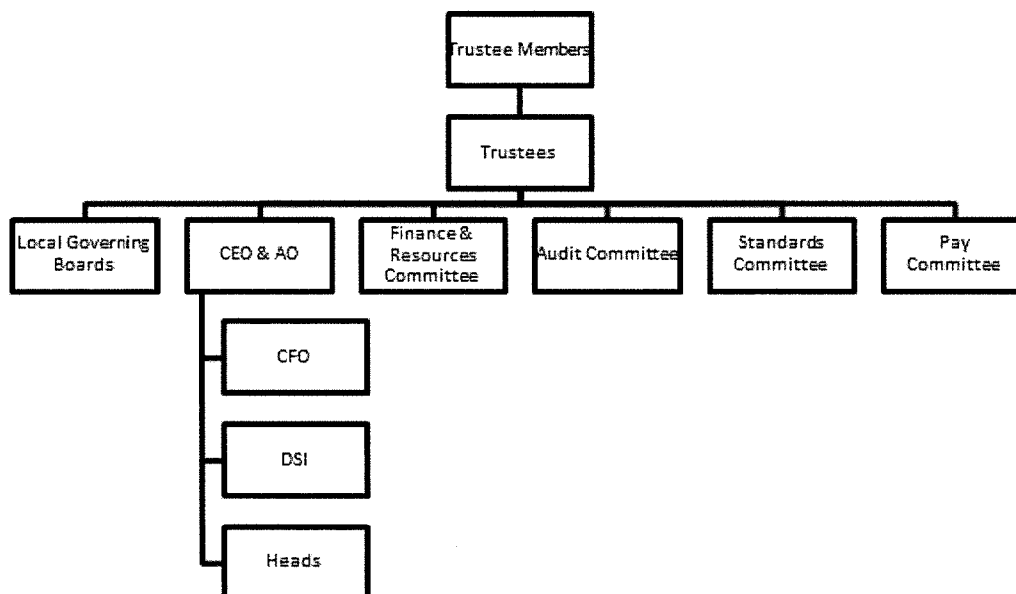 Trustee Members
Trustees
Local Governing
Boards
CEO & AO
Finance &
Resources
Committee
Audit Committee
Standards
Committee
Pay
Committee
CFO
DSI
Heads